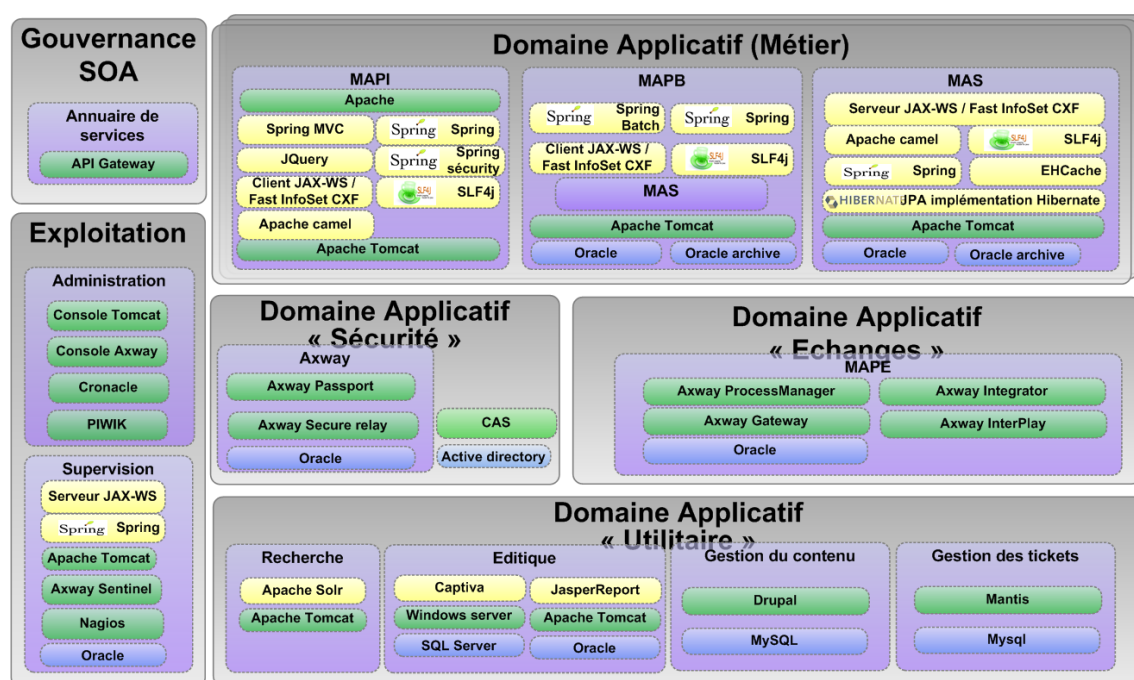 Gouvernance
SOA
Annuaire de
services
API Gateway
Exploitation
Administration
Console Tomcat
Console Axway
Cronacle
PIWIK
Supervision
Serveur JAX-WS
Spring Spring
Apache Tomcat
Axway Sentinel
Nagios
Oracle
Domaine Applicatif (Métier)
MAPI
Apache
Spring MVC
Spring Spring
JQuery
Spring Spring
sécurity
Client JAX-WS /
Fast InfoSet CXF
SLF4J SLF4j
Apache camel
Apache Tomcat
MAPB
Spring Spring
Batch
Spring Spring
Client JAX-WS /
Fast InfoSet CXF
SLF4J SLF4j
MAS
Apache Tomcat
Oracle
Oracle archive
MAS
Serveur JAX-WS / Fast InfoSet CXF
Apache camel
SLF4J SLF4j
Spring Spring
EHCache
HIBERNATE JPA implémentation Hibernate
Apache Tomcat
Oracle
Oracle archive
Domaine Applicatif
« Sécurité »
Axway
Axway Passport
Axway Secure relay
Oracle
CAS
Active directory
Domaine Applicatif
« Echanges »
MAPE
Axway ProcessManager
Axway Integrator
Axway Gateway
Axway InterPlay
Oracle
Domaine Applicatif
« Utilitaire »
Recherche
Apache Solr
Apache Tomcat
Editique
Captiva
JasperReport
Windows server
Apache Tomcat
SQL Server
Oracle
Gestion du contenu
Drupal
MySQL
Gestion des tickets
Mantis
Mysql